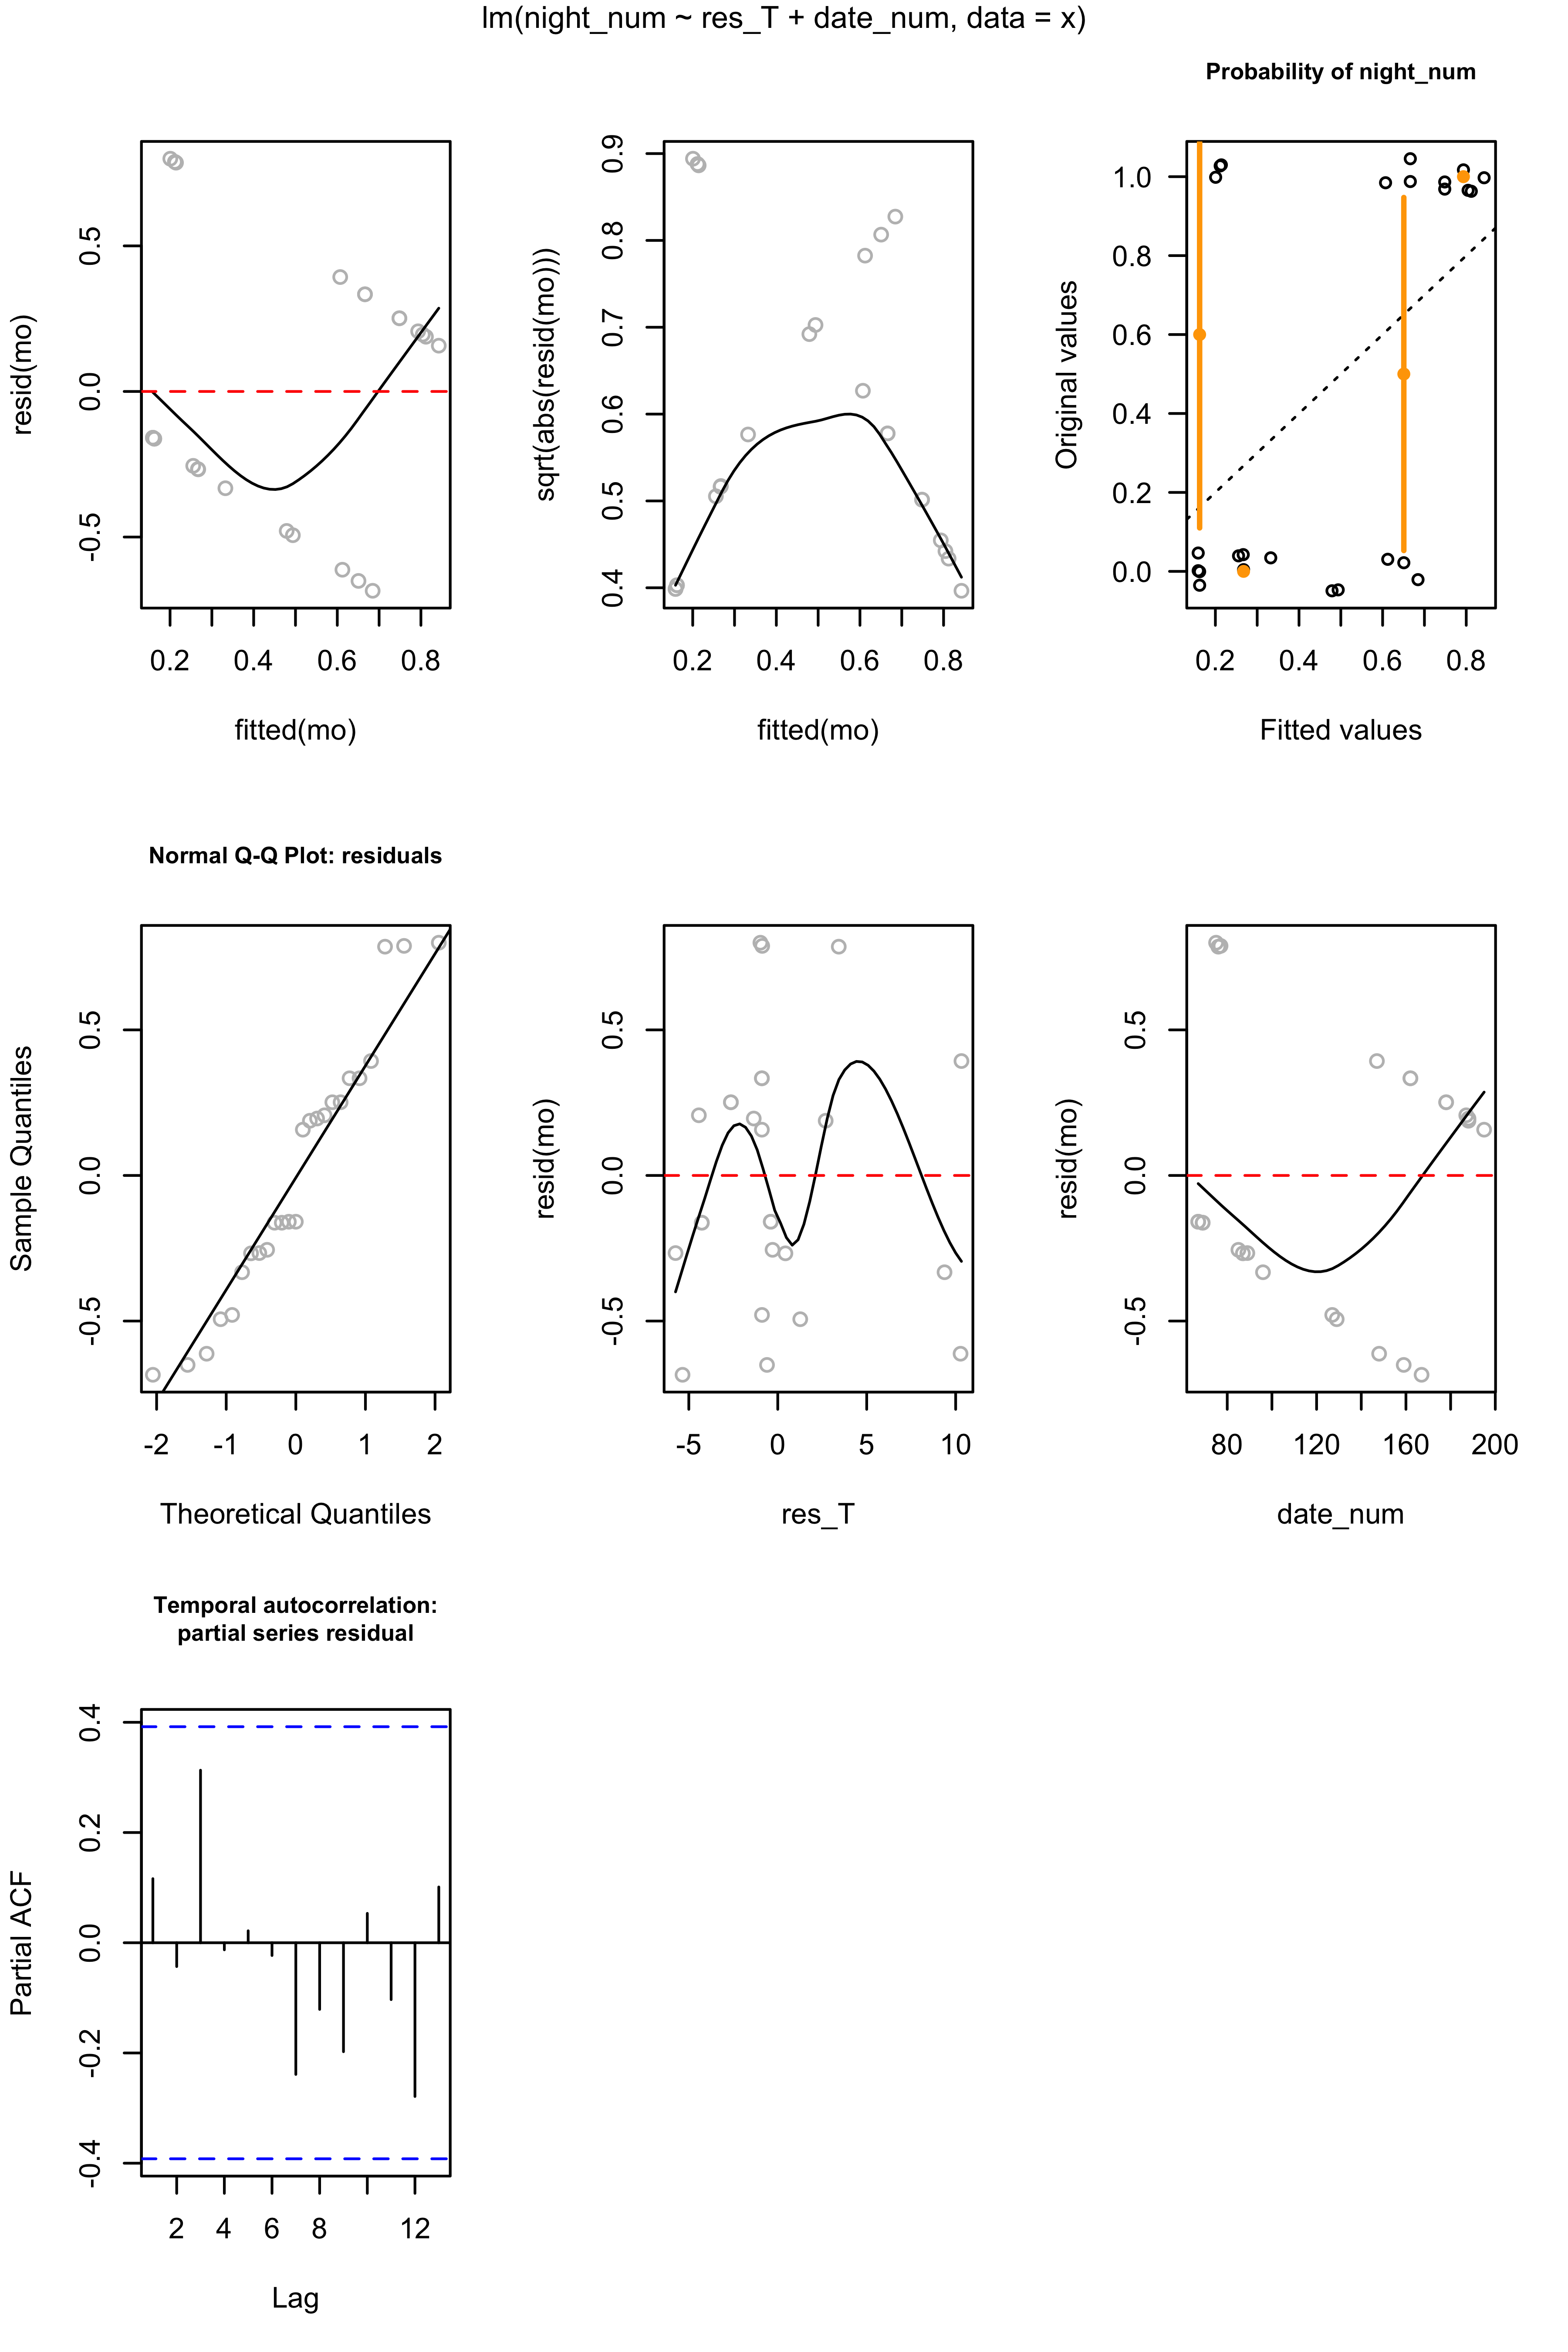 lm(night_num ~ res_T + date_num, data = x)
resid(mo)
0.5
0.0
-0.5
0.2 0.4 0.6 0.8
fitted(mo)
sqrt(abs(resid(mo)))
0.9
0.8
0.7
0.6
0.5
0.4
0.2 0.4 0.6 0.8
fitted(mo)
Probability of night_num
Original values
1.0
0.8
0.6
0.4
0.2
0.0
0.2 0.4 0.6 0.8
Fitted values
Normal Q-Q Plot: residuals
Sample Quantiles
0.5
0.0
-0.5
-2 -1 0 1 2
Theoretical Quantiles
resid(mo)
0.5
0.0
-0.5
-5 0 5 10
res_T
resid(mo)
0.5
0.0
-0.5
80 120 160 200
date_num
Temporal autocorrelation:
partial series residual
Partial ACF
0.4
0.2
0.0
-0.2
-0.4
2 4 6 8 12
Lag